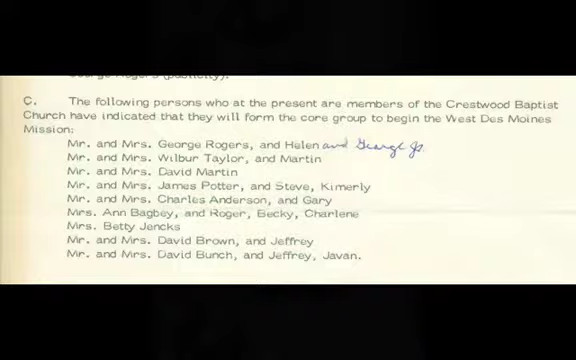 George Rogers (publicity).
C. The following persons who at the present are members of the Crestwood Baptist
Church have indicated that they will form the core group to begin the West Des Moines
Mission:
Mr. and Mrs. George Rogers, and Helen and George Jr.
Mr. and Mrs. Wilbur Taylor, and Martin
Mr. and Mrs. David Martin
Mr. and Mrs. James Potter, and Steve, Kimerly
Mr. and Mrs. Charles Anderson, and Gary
Mrs. Ann Bagbey, and Roger, Becky, Charlene
Mrs. Betty Jencks
Mr. and Mrs. David Brown, and Jeffrey
Mr. and Mrs. David Bunch, and Jeffrey, Javan.